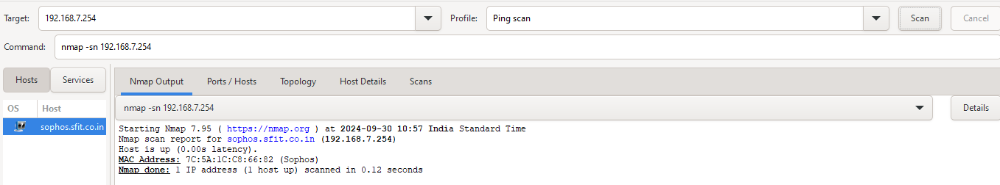 Target: 192.168.7.254 Profile: Ping scan Scan Cancel
Command: nmap -sn 192.168.7.254
Hosts Services Nmap Output Ports / Hosts Topology Host Details Scans
OS Host nmap -sn 192.168.7.254 Details
sophos.sfit.co.in
Starting Nmap 7.95 ( https://nmap.org ) at 2024-09-30 10:57 India Standard Time
Nmap scan report for sophos.sfit.co.in (192.168.7.254)
Host is up (0.00s latency).
MAC Address: 7C:5A:1C:C8:66:82 (Sophos)
Nmap done: 1 IP address (1 host up) scanned in 0.12 seconds